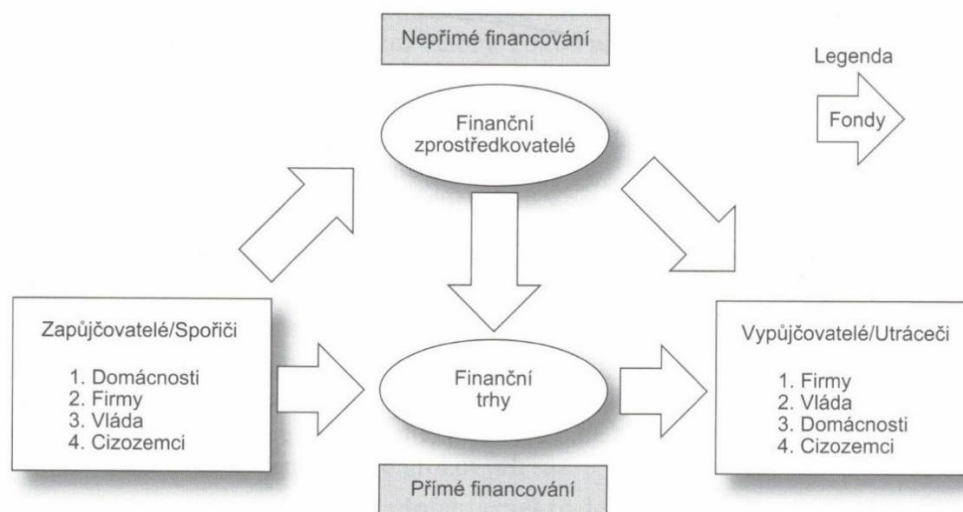 Nepřímé financování
Legenda
Fondy
Finanční
zprostředkovatelé
Zapůjčovatelé/Spořiči
1. Domácnosti
2. Firmy
3. Vláda
4. Cizozemci
Finanční
trhy
Vypůjčovatelé/Utráceči
1. Firmy
2. Vláda
3. Domácnosti
4. Cizozemci
Přímé financování